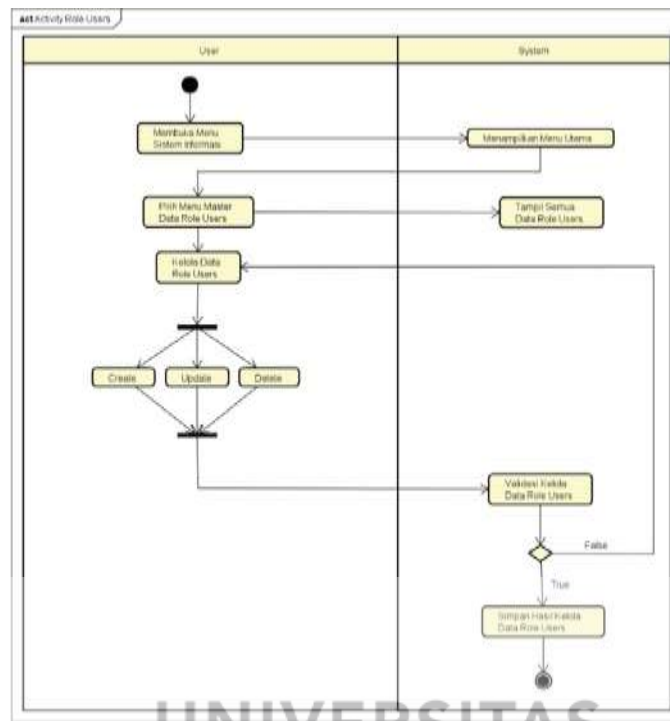 act Activity Role Users
User
System
Membuka Menu
Sistem Informasi
Menampilkan Menu Utama
Pilih Menu Master
Data Role Users
Tampil Semua
Data Role Users
Kelola Data
Role Users
Create
Update
Delete
Validasi Kelola
Data Role Users
False
True
Simpan Hasil Kelola
Data Role Users
UNIVERSITAS